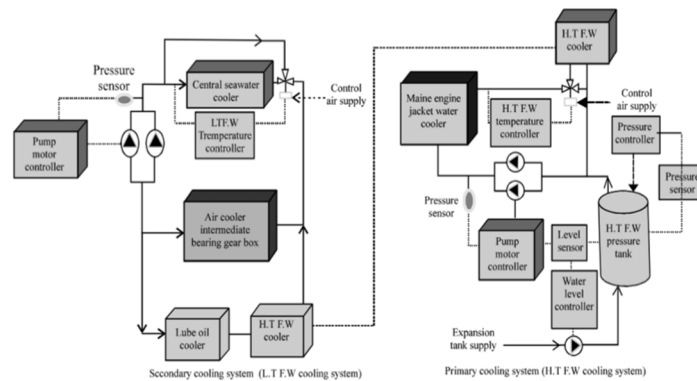 Pressure
sensor
Central seawater
cooler
Control
air supply
LTF.W
Tremperature
controller
Pump
motor
controller
Air cooler
intermediate
bearing gear box
Lube oil
cooler
H.T F.W
cooler
Secondary cooling system (L.T F.W cooling system)
H.T F.W
cooler
Maine engine
jacket water
cooler
H.T F.W
temperature
controller
Control
air supply
Pressure
controller
Pressure
sensor
Pressure
sensor
Pump
motor
controller
Level
sensor
H.T F.W
pressure
tank
Water
level
controller
Expansion
tank supply
Primary cooling system (H.T F.W cooling system)